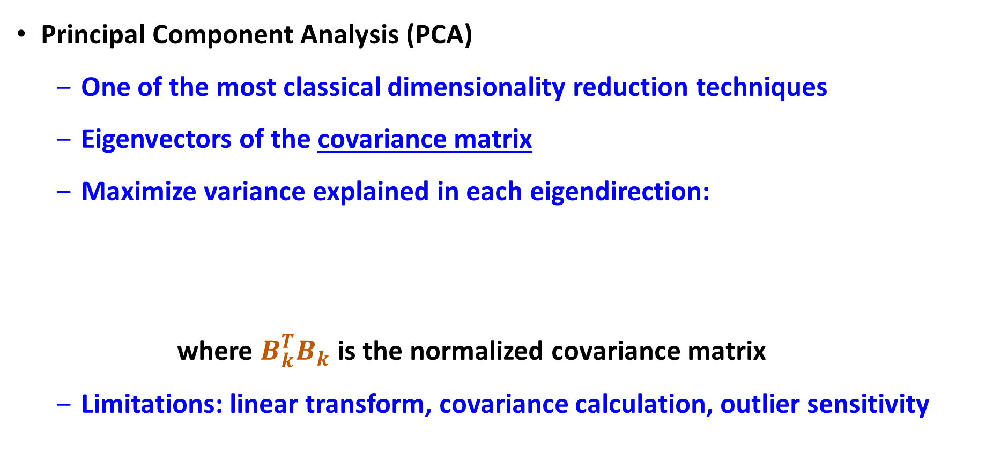 • Principal Component Analysis (PCA)
– One of the most classical dimensionality reduction techniques
– Eigenvectors of the covariance matrix
– Maximize variance explained in each eigendirection:
where $B_k^T B_k$ is the normalized covariance matrix
– Limitations: linear transform, covariance calculation, outlier sensitivity